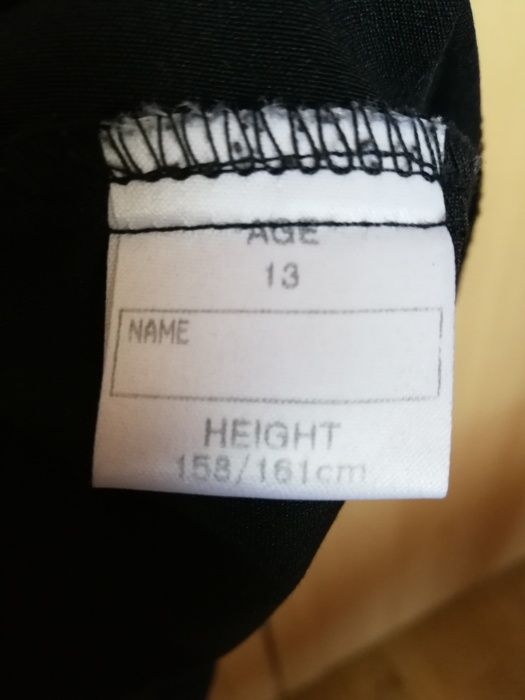 AGE
13
NAME
HEIGHT
158/161cm